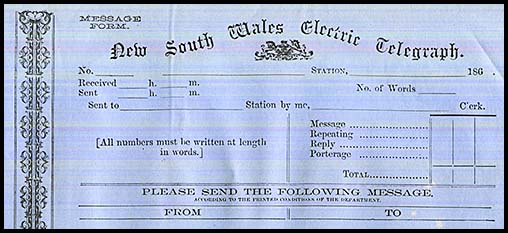 MESSAGE
FORM.
New South Wales Electric Telegraph.
No. STATION, 186 .
Received h. m.
No. of Words
Sent h. m.
Sent to Station by me, Clerk.
[All numbers must be written at length
in words.]
Message
Repeating
Reply
Porterage
TOTAL
PLEASE SEND THE FOLLOWING MESSAGE,
ACCORDING TO THE PRINTED CONDITIONS OF THE DEPARTMENT.
FROM TO